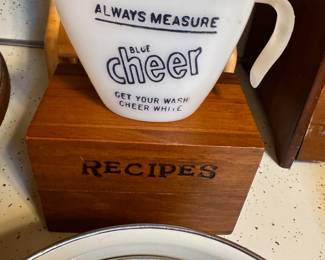 ALWAYS MEASURE
BLUE
cheer
GET YOUR WASH
CHEER WHITE
RECIPES